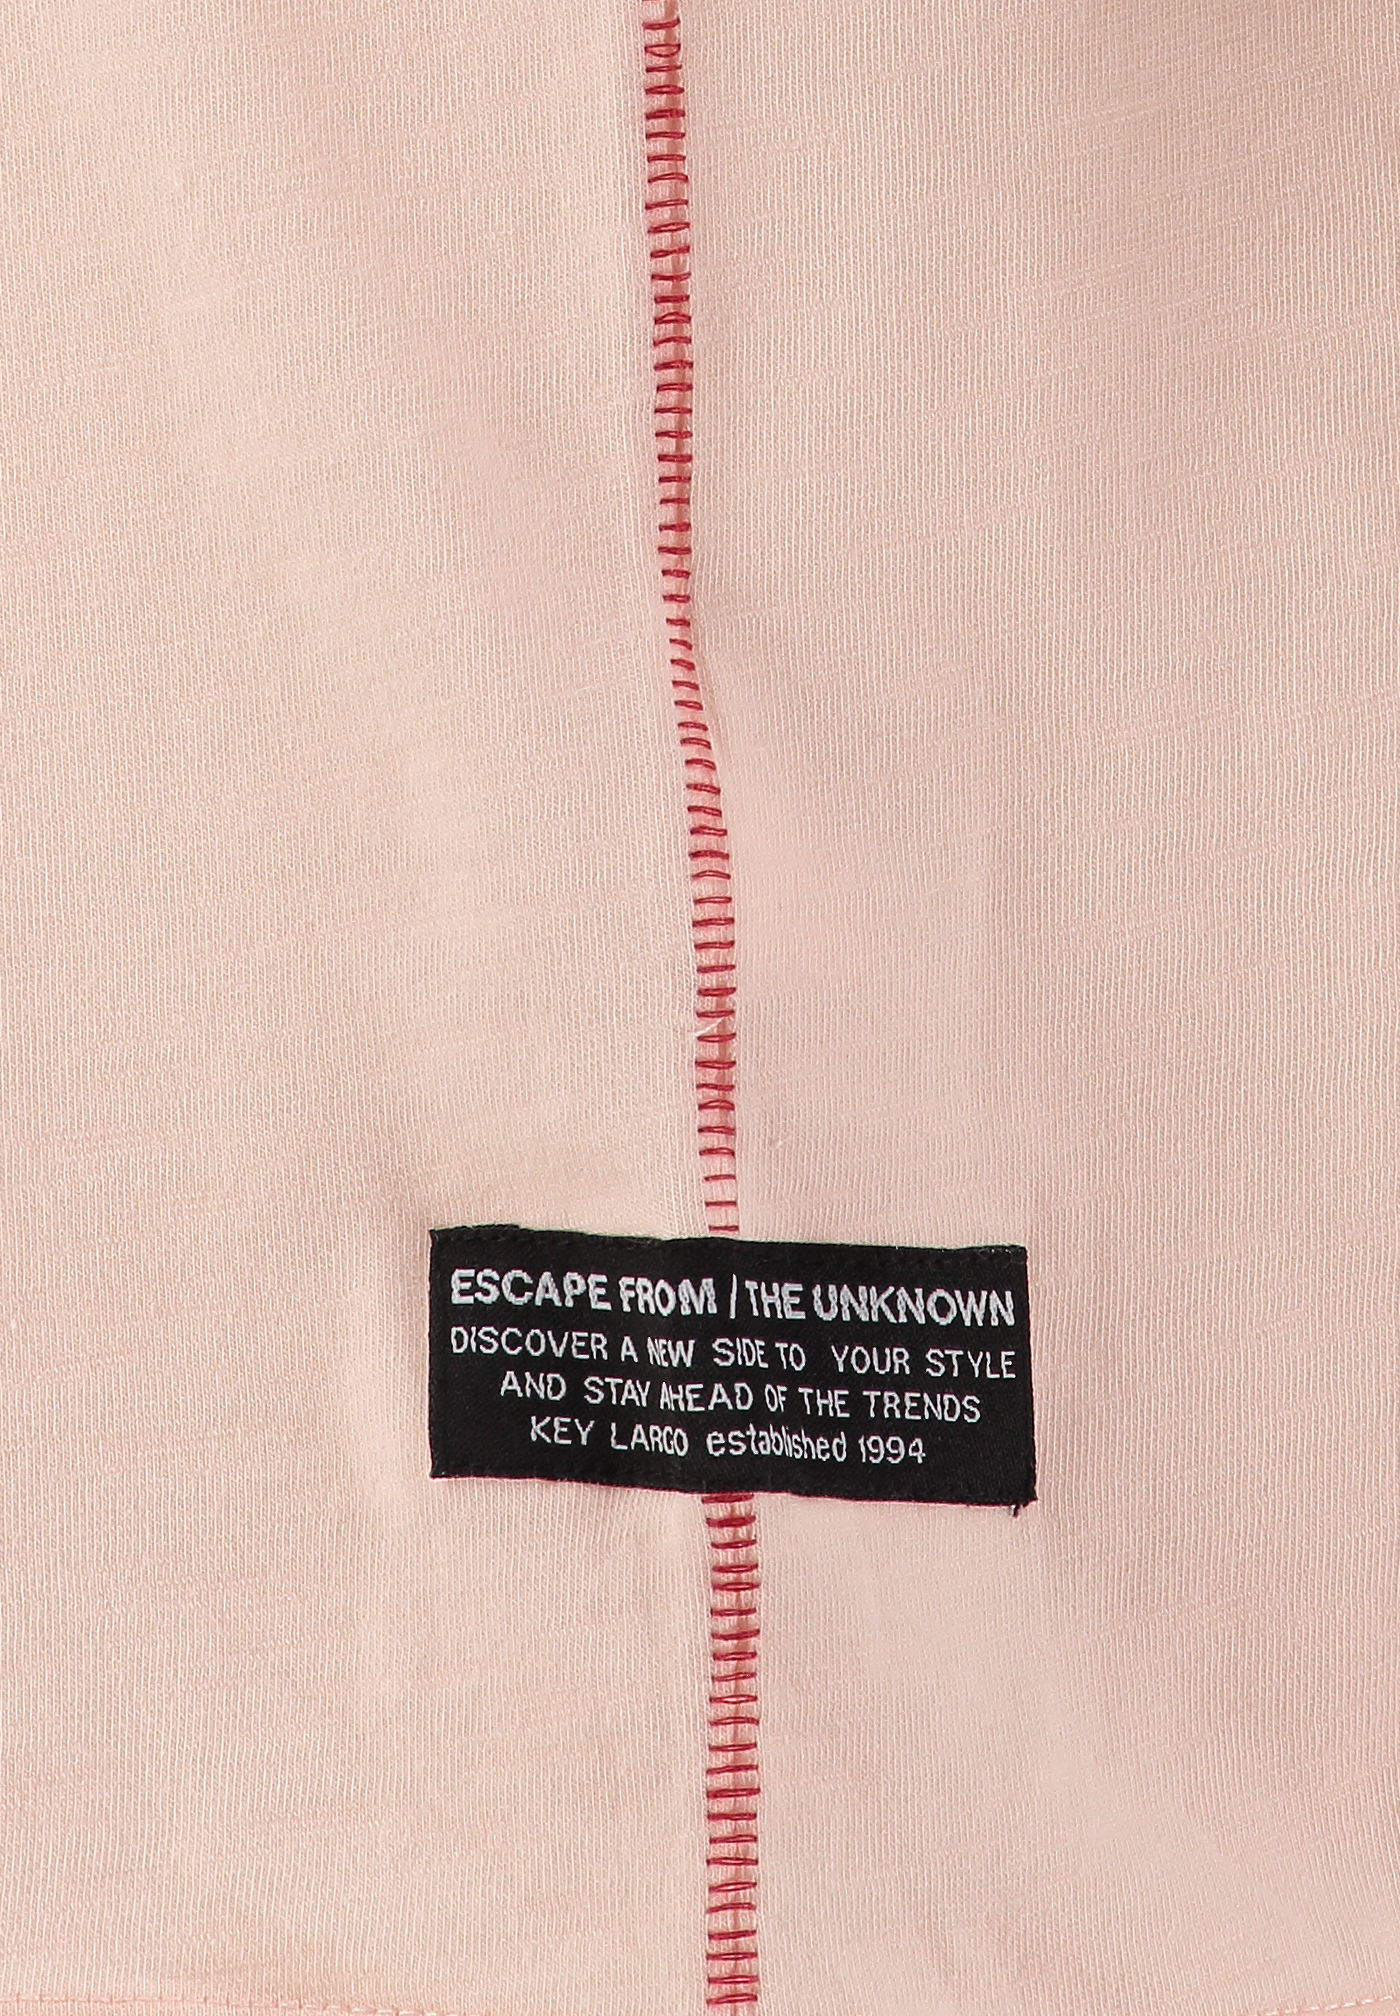 ESCAPE FROM / THE UNKNOWN
DISCOVER A NEW SIDE TO YOUR STYLE
AND STAY AHEAD OF THE TRENDS
KEY LARGO established 1994